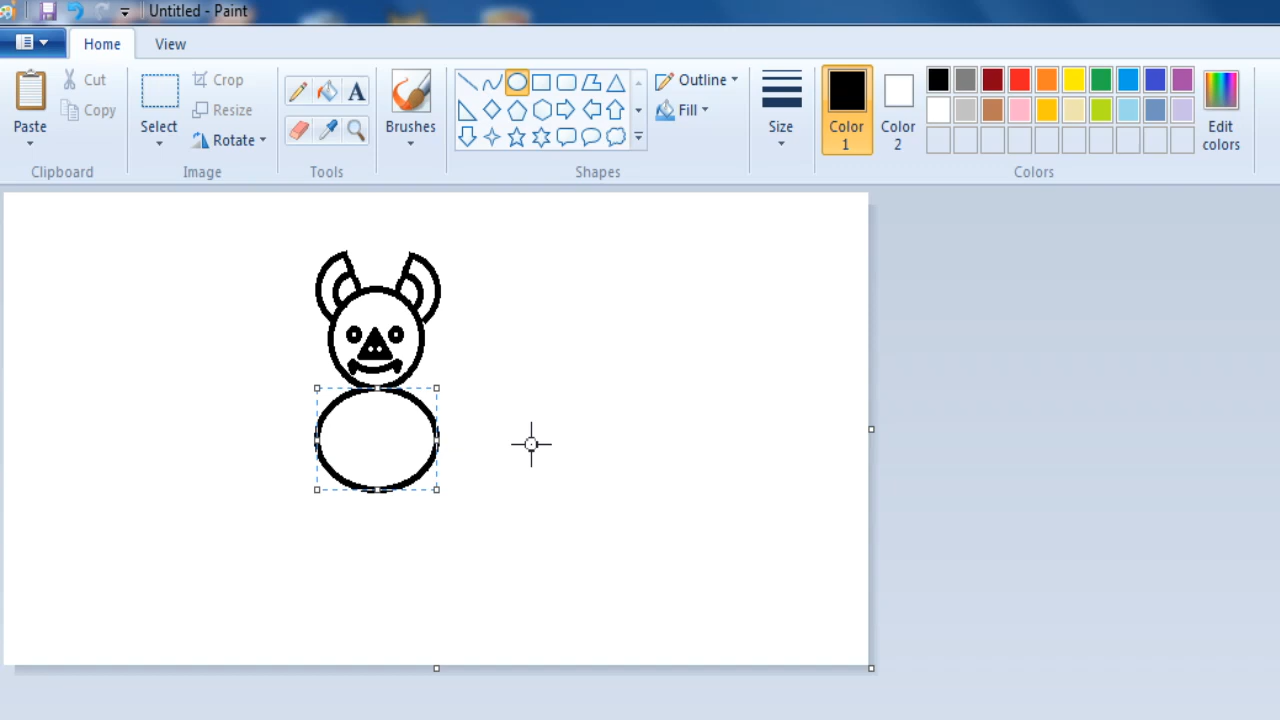 Untitled - Paint
Home View
Paste
Cut
Copy
Clipboard
Select
Crop
Resize
Rotate
Image
A
Tools
Brushes
Outline
Fill
Shapes
Size
Color
1
Color
2
Edit
colors
Colors